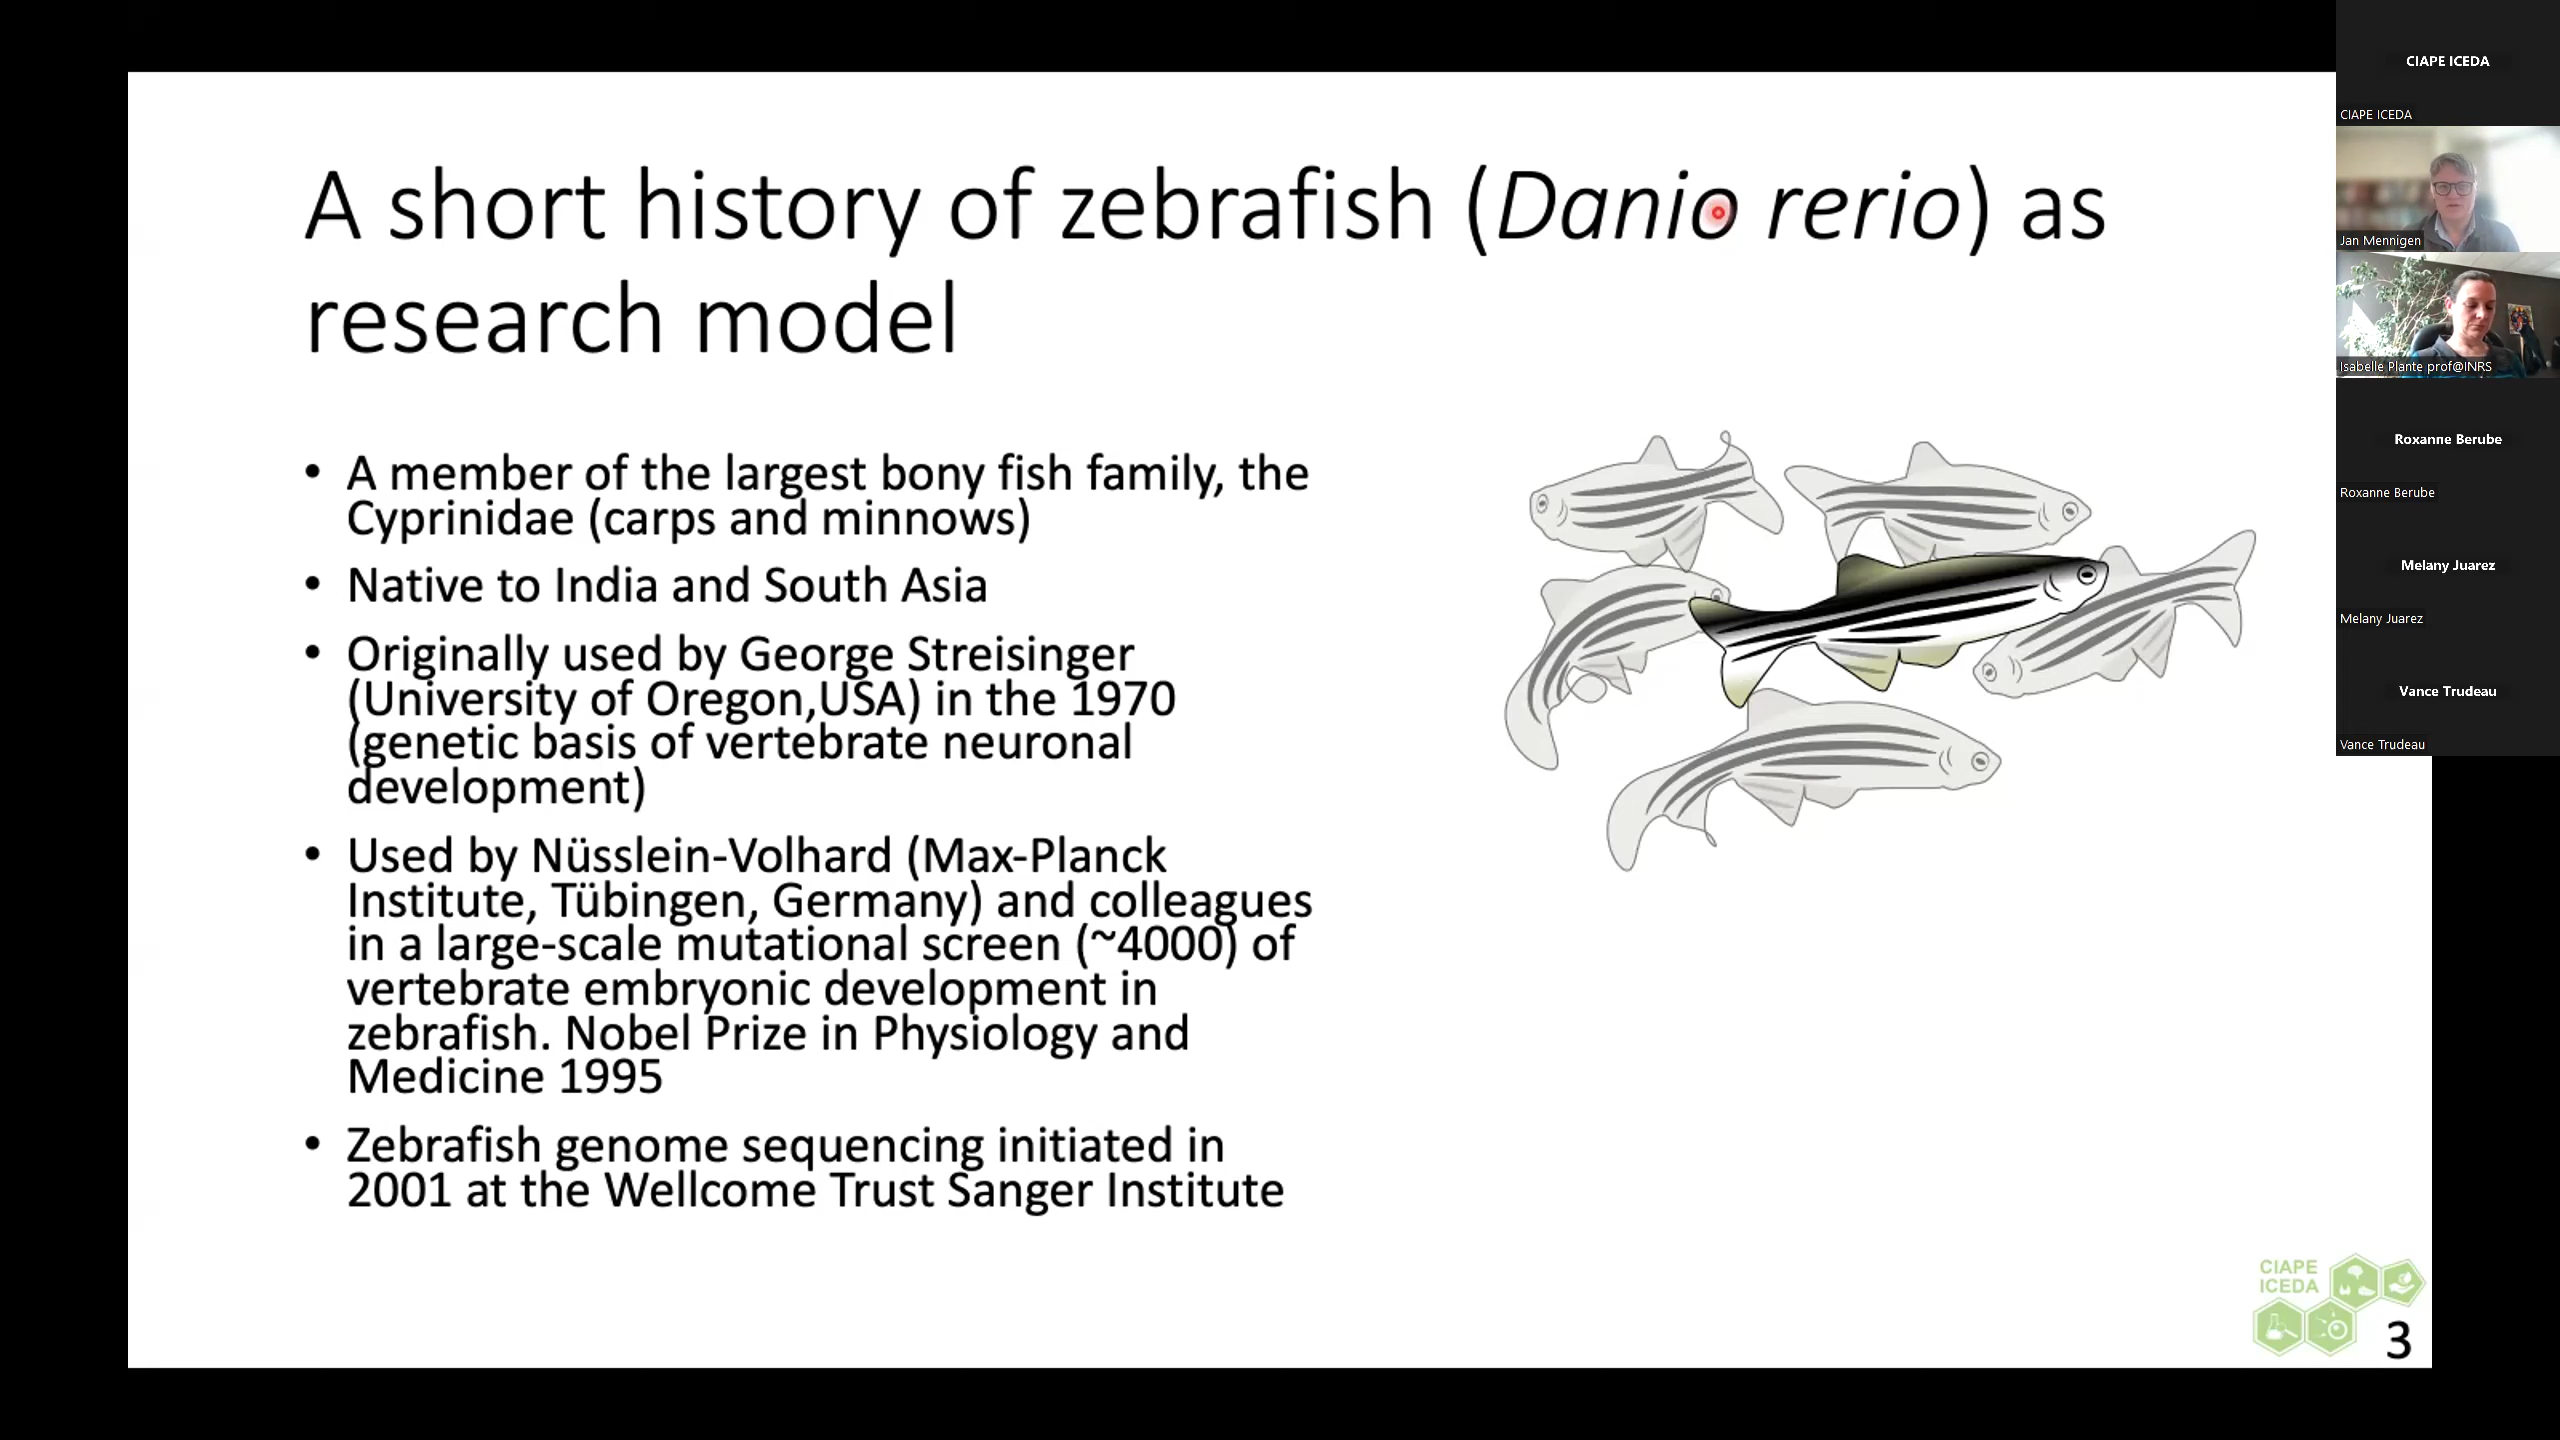 A short history of zebrafish (Danio rerio) as
research model
• A member of the largest bony fish family, the
Cyprinidae (carps and minnows)
• Native to India and South Asia
• Originally used by George Streisinger
(University of Oregon,USA) in the 1970
(genetic basis of vertebrate neuronal
development)
• Used by Nüsslein-Volhard (Max-Planck
Institute, Tübingen, Germany) and colleagues
in a large-scale mutational screen (~4000) of
vertebrate embryonic development in
zebrafish. Nobel Prize in Physiology and
Medicine 1995
• Zebrafish genome sequencing initiated in
2001 at the Wellcome Trust Sanger Institute
CIAPE
ICEDA
3
CIAPE ICEDA
CIAPE ICEDA
Jan Mennigen
Isabelle Plante prof@INRS
Roxanne Berube
Roxanne Berube
Melany Juarez
Melany Juarez
Vance Trudeau
Vance Trudeau